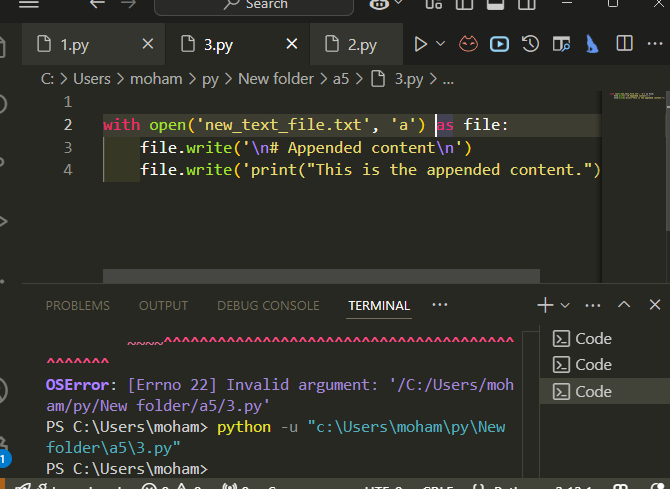 Search
1.py
3.py
2.py
C: > Users > moham > py > New folder > a5 > 3.py > ...
1
2 with open('new_text_file.txt', 'a') as file:
3 file.write('\n# Appended content\n')
4 file.write('print("This is the appended content.")
PROBLEMS OUTPUT DEBUG CONSOLE TERMINAL ...
~~~~^^^^^^^^^^^^^^^^^^^^^^^^^^^^^^^^^^^^^^^
^^^^^^^
OSError: [Errno 22] Invalid argument: '/C:/Users/moh
am/py/New folder/a5/3.py'
PS C:\Users\moham> python -u "c:\Users\moham\py\New
folder\a5\3.py"
PS C:\Users\moham>
Code
Code
Code
1